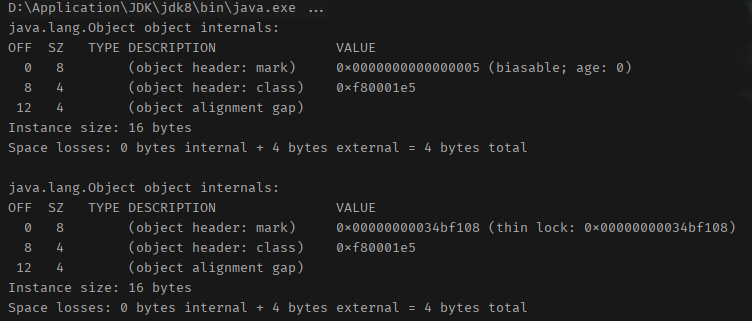 D:\Application\JDK\jdk8\bin\java.exe ...
java.lang.Object object internals:
OFF  SZ   TYPE DESCRIPTION               VALUE
  0   8        (object header: mark)     0x0000000000000005 (biasable; age: 0)
  8   4        (object header: class)    0xf80001e5
 12   4        (object alignment gap)
Instance size: 16 bytes
Space losses: 0 bytes internal + 4 bytes external = 4 bytes total
java.lang.Object object internals:
OFF  SZ   TYPE DESCRIPTION               VALUE
  0   8        (object header: mark)     0x00000000034bf108 (thin lock: 0x00000000034bf108)
  8   4        (object header: class)    0xf80001e5
 12   4        (object alignment gap)
Instance size: 16 bytes
Space losses: 0 bytes internal + 4 bytes external = 4 bytes total